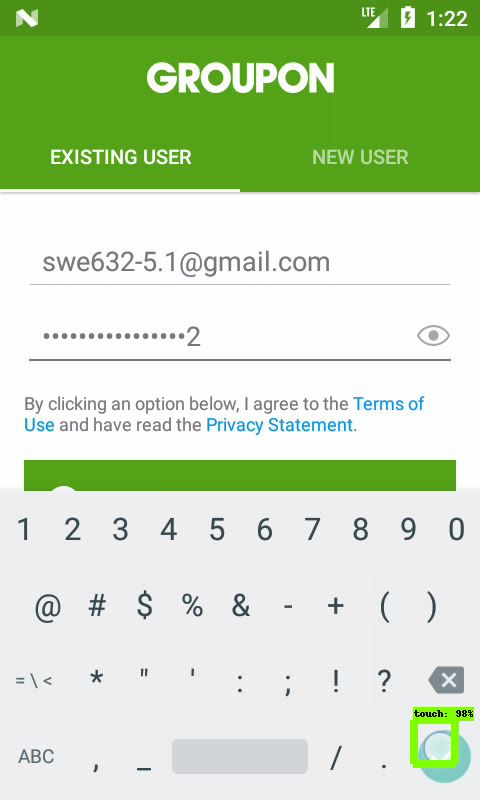 LTE 1:22
GROUPON
EXISTING USER NEW USER
swe632-5.1@gmail.com
••••••••••••••••2
By clicking an option below, I agree to the Terms of
Use and have read the Privacy Statement.
1 2 3 4 5 6 7 8 9 0
@ # $ % & - + ( )
= \ < * " ' : ; ! ?
touch: 98%
ABC , _ / .